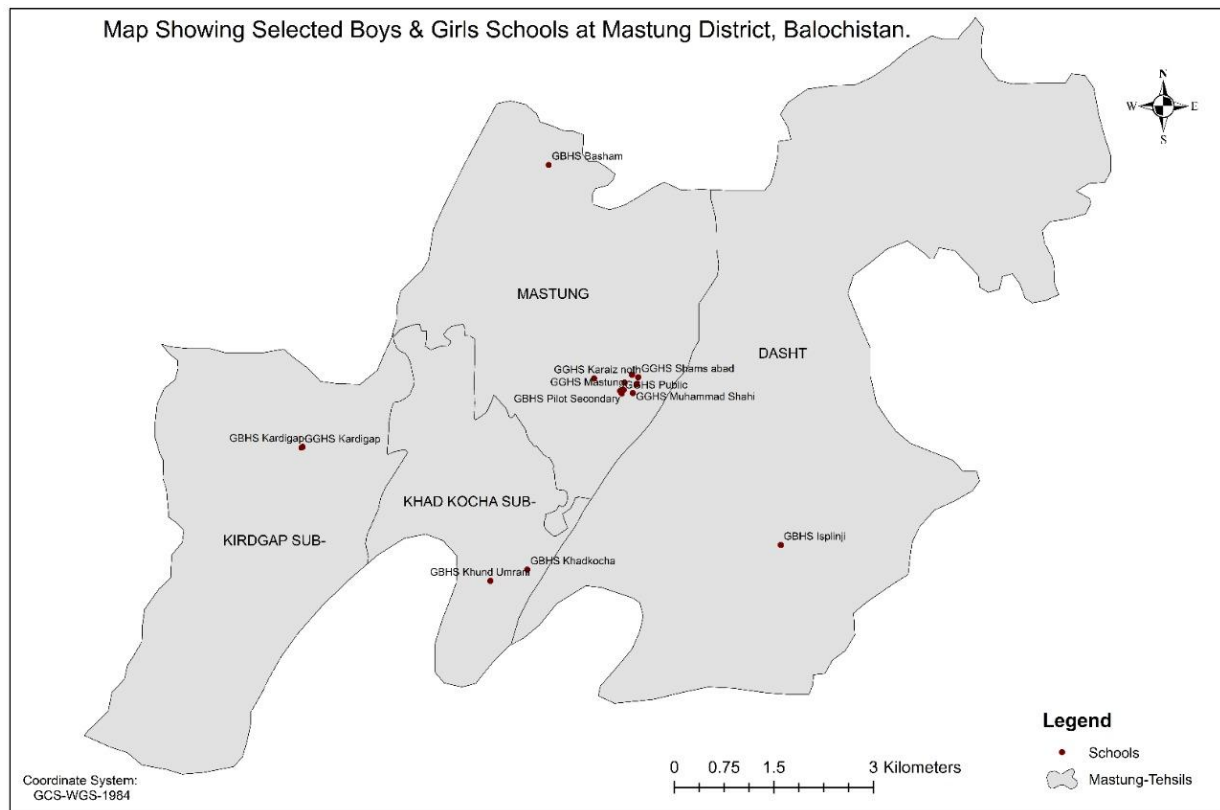 Map Showing Selected Boys & Girls Schools at Mastung District, Balochistan.
N
W E
S
GBHS Basham
MASTUNG
DASHT
GGHS Karaiz noth
GGHS Shams abad
GGHS Mastung
GGHS Public
GBHS Pilot Secondary
GGHS Muhammad Shahi
GBHS Kardigap
GGHS Kardigap
KHAD KOCHA SUB-
KIRDGAP SUB-
GBHS Isplinji
GBHS Khadkocha
GBHS Khund Umrani
Legend
Schools
Mastung-Tehsils
0 0.75 1.5 3 Kilometers
Coordinate System:
GCS-WGS-1984